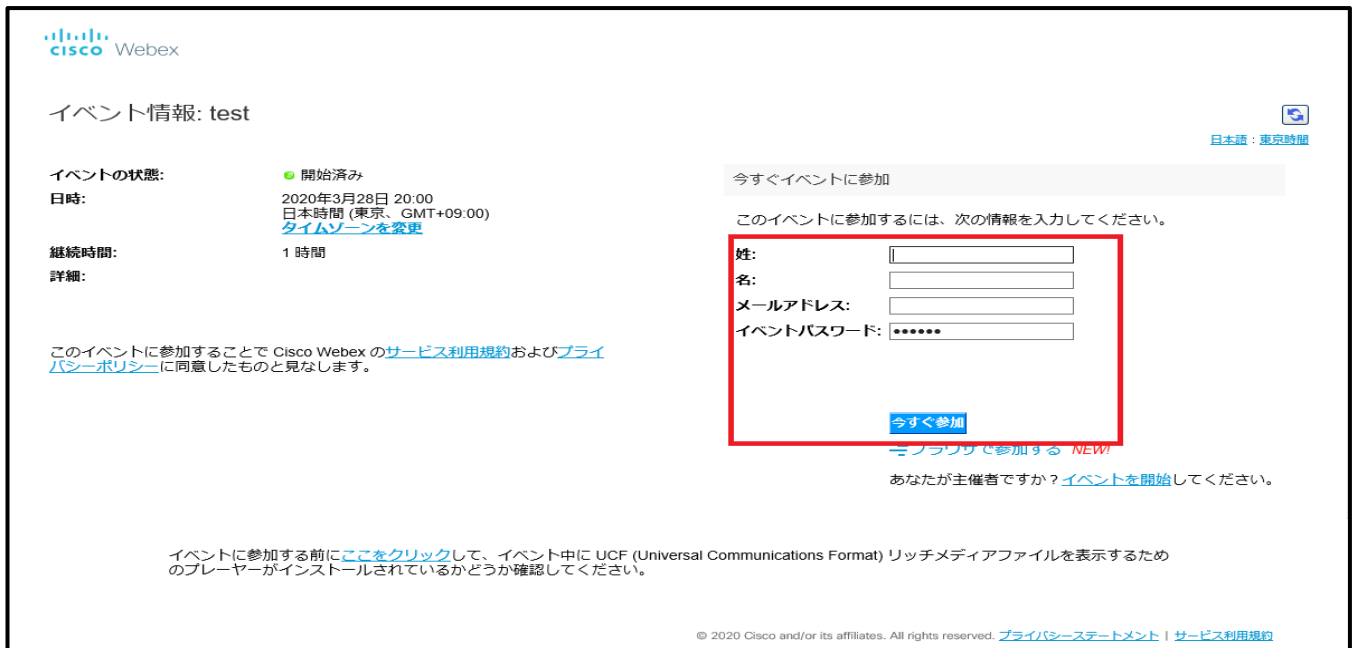 cisco Webex
イベント情報: test
日本語 : 東京時間
イベントの状態: 開始済み
日時: 2020年3月28日 20:00
日本時間 (東京、GMT+09:00)
タイムゾーンを変更
継続時間: 1 時間
詳細:
このイベントに参加することで Cisco Webex のサービス利用規約およびプライ
バシーポリシーに同意したものと見なします。
今すぐイベントに参加
このイベントに参加するには、次の情報を入力してください。
姓:
名:
メールアドレス:
イベントパスワード: ••••••
今すぐ参加
ブラウザで参加する NEW!
あなたが主催者ですか？イベントを開始してください。
イベントに参加する前にここをクリックして、イベント中に UCF (Universal Communications Format) リッチメディアファイルを表示するため
のプレーヤーがインストールされているかどうか確認してください。
© 2020 Cisco and/or its affiliates. All rights reserved. プライバシーステートメント | サービス利用規約